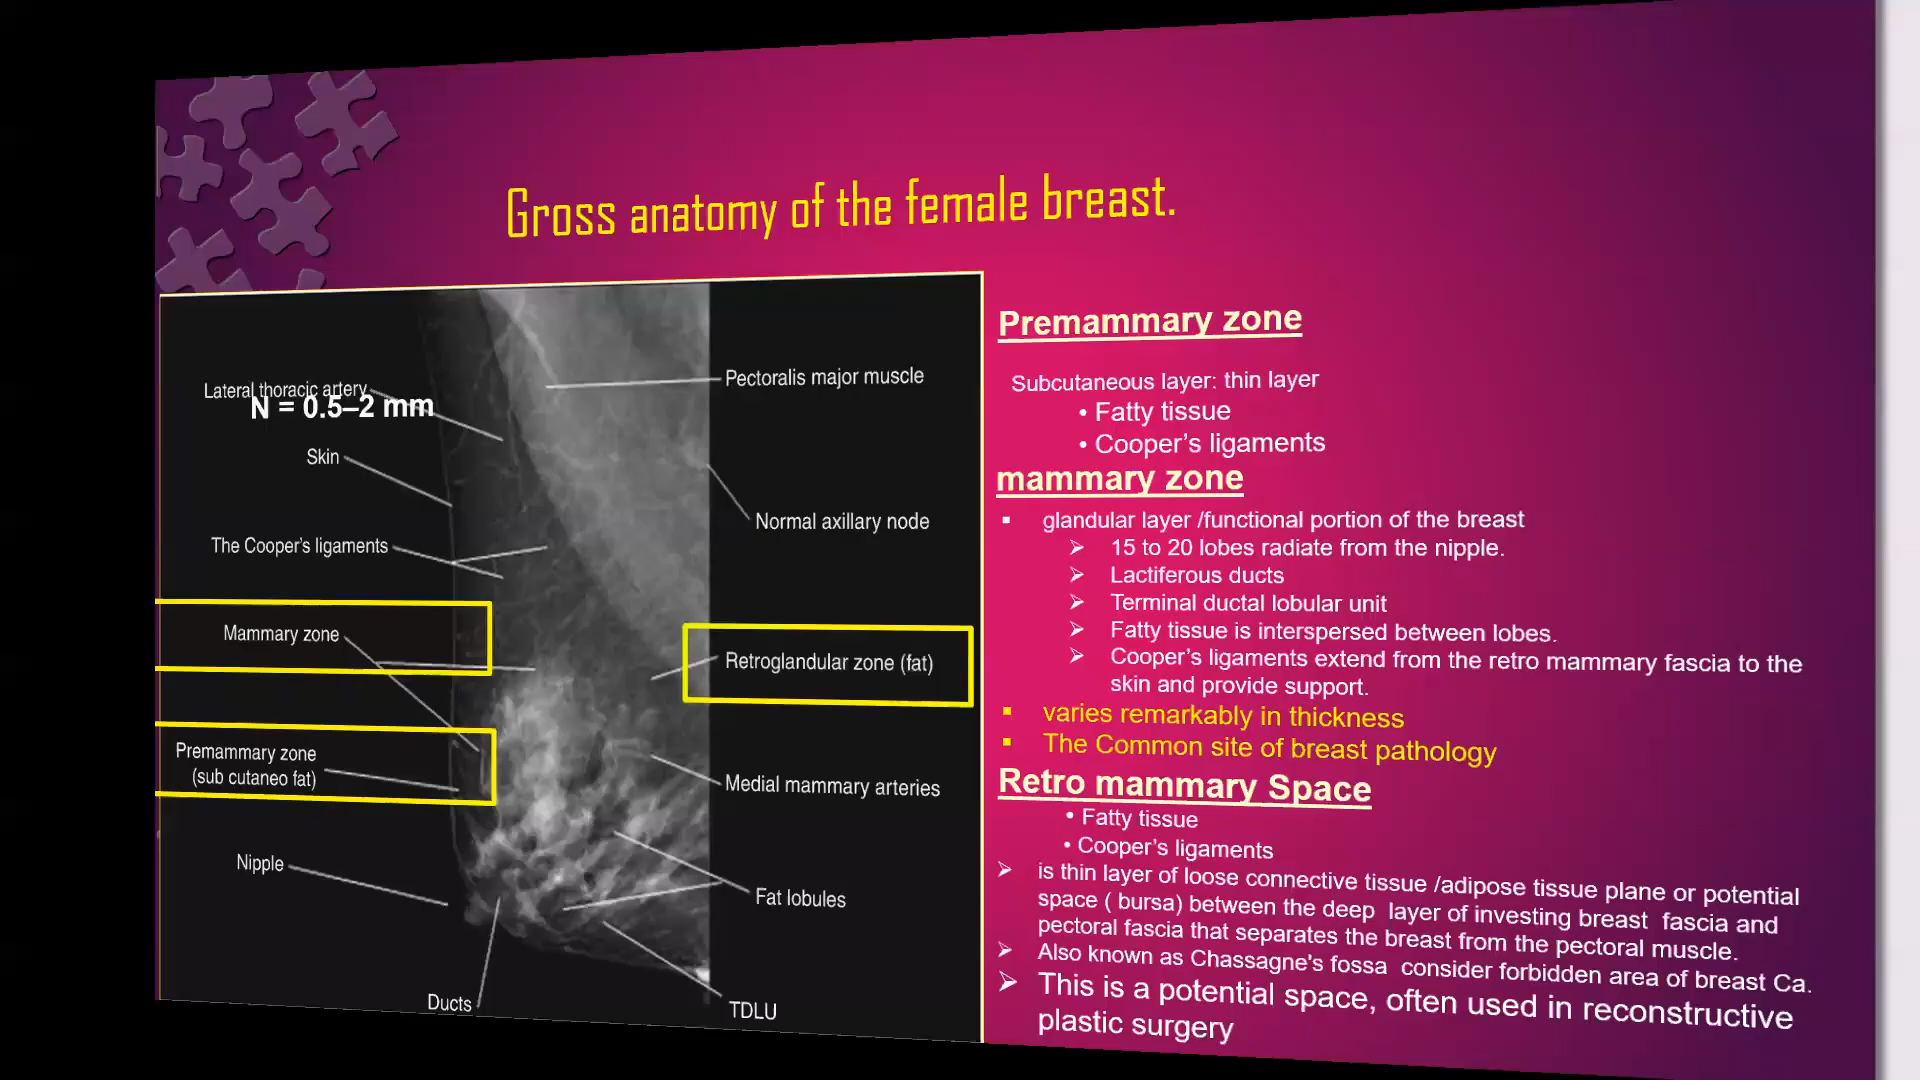 Gross anatomy of the female breast.
Lateral thoracic artery
N = 0.5–2 mm
Skin
The Cooper's ligaments
Mammary zone
Premammary zone
(sub cutaneo fat)
Nipple
Ducts
Pectoralis major muscle
Normal axillary node
Retroglandular zone (fat)
Medial mammary arteries
Fat lobules
TDLU
Premammary zone
Subcutaneous layer: thin layer
• Fatty tissue
• Cooper's ligaments
mammary zone
▪ glandular layer /functional portion of the breast
➢ 15 to 20 lobes radiate from the nipple.
➢ Lactiferous ducts
➢ Terminal ductal lobular unit
➢ Fatty tissue is interspersed between lobes.
➢ Cooper's ligaments extend from the retro mammary fascia to the
skin and provide support.
▪ varies remarkably in thickness
▪ The Common site of breast pathology
Retro mammary Space
• Fatty tissue
• Cooper's ligaments
➢ is thin layer of loose connective tissue /adipose tissue plane or potential
space ( bursa) between the deep layer of investing breast fascia and
pectoral fascia that separates the breast from the pectoral muscle.
➢ Also known as Chassagne's fossa consider forbidden area of breast Ca.
➢ This is a potential space, often used in reconstructive
plastic surgery